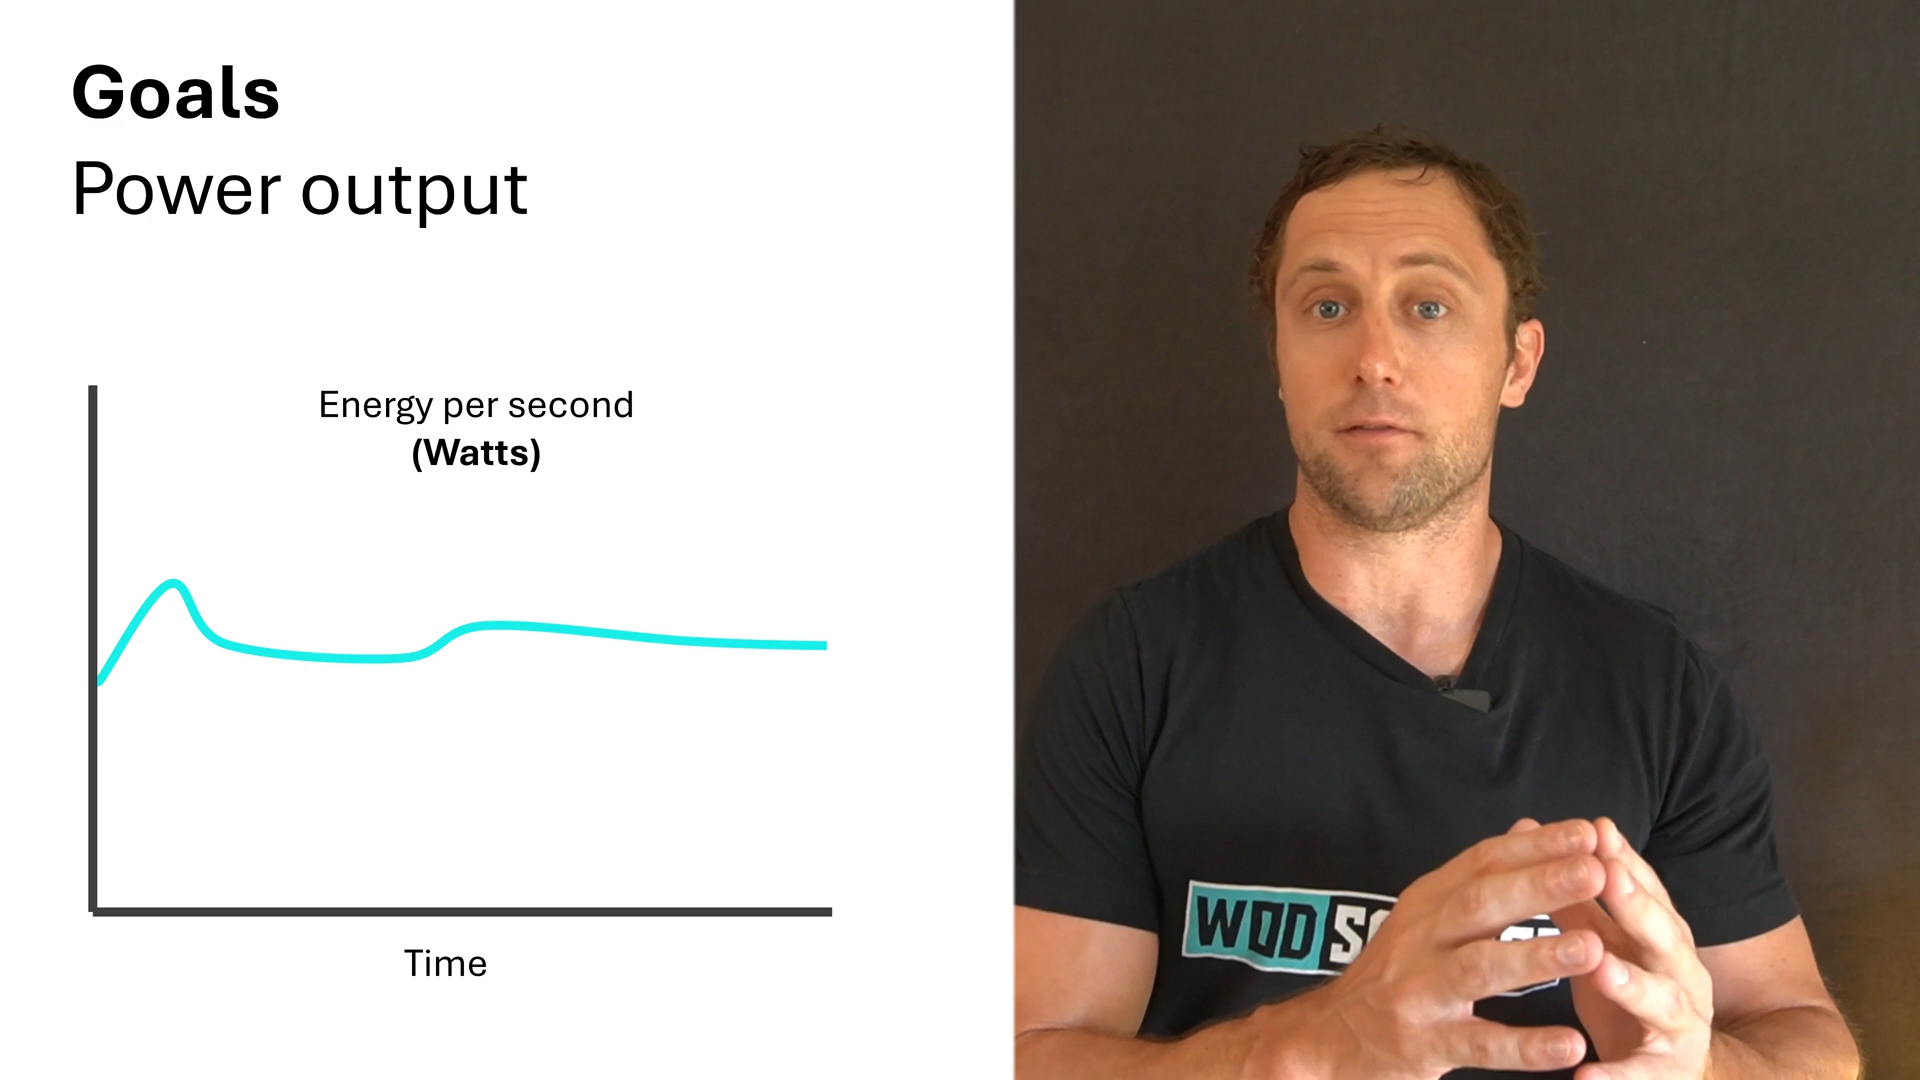 Goals
Power output
Energy per second
(Watts)
Time
WOD